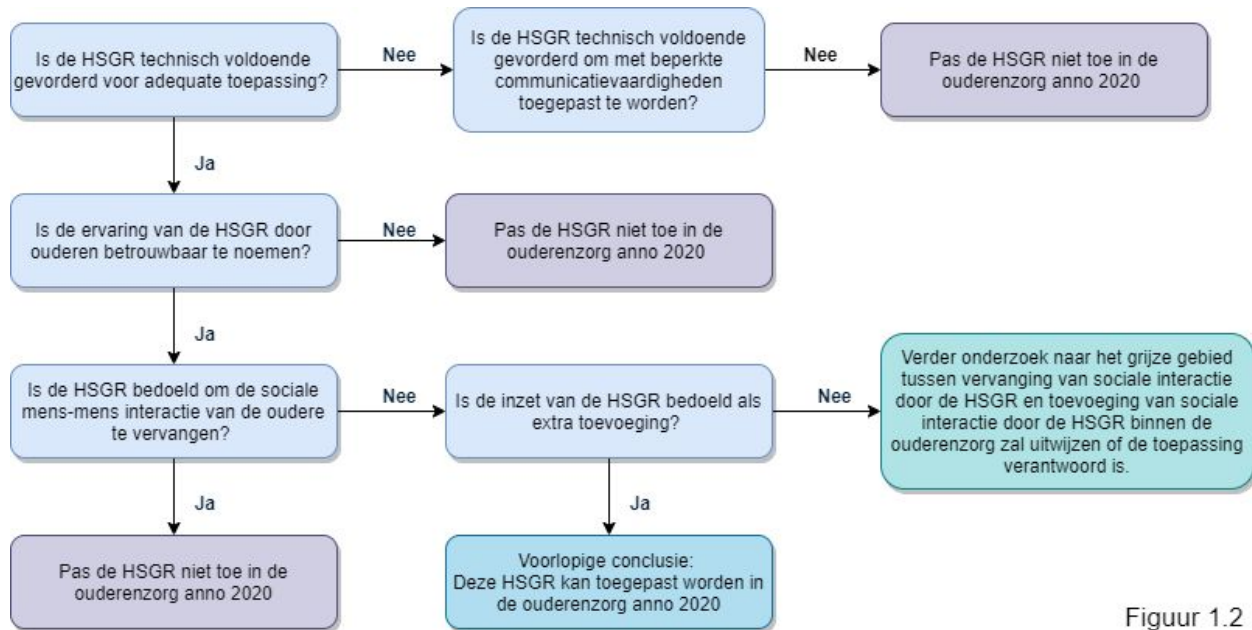 Is de HSGR technisch voldoende
gevorderd voor adequate toepassing?
Nee
Is de HSGR technisch voldoende
gevorderd om met beperkte
communicatievaardigheden
toegepast te worden?
Nee
Pas de HSGR niet toe in de
ouderenzorg anno 2020
Ja
Is de ervaring van de HSGR door
ouderen betrouwbaar te noemen?
Nee
Pas de HSGR niet toe in de
ouderenzorg anno 2020
Ja
Is de HSGR bedoeld om de sociale
mens-mens interactie van de oudere
te vervangen?
Nee
Is de inzet van de HSGR bedoeld als
extra toevoeging?
Nee
Verder onderzoek naar het grijze gebied
tussen vervanging van sociale interactie
door de HSGR en toevoeging van sociale
interactie door de HSGR binnen de
ouderenzorg zal uitwijzen of de toepassing
verantwoord is.
Ja
Ja
Pas de HSGR niet toe in de
ouderenzorg anno 2020
Voorlopige conclusie:
Deze HSGR kan toegepast worden in
de ouderenzorg anno 2020
Figuur 1.2